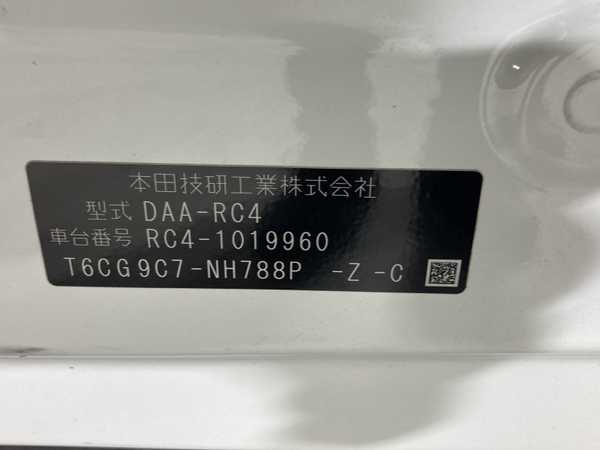 本田技研工業株式会社
型式 DAA-RC4
車台番号 RC4-1019960
T6CG9C7-NH788P -Z -C